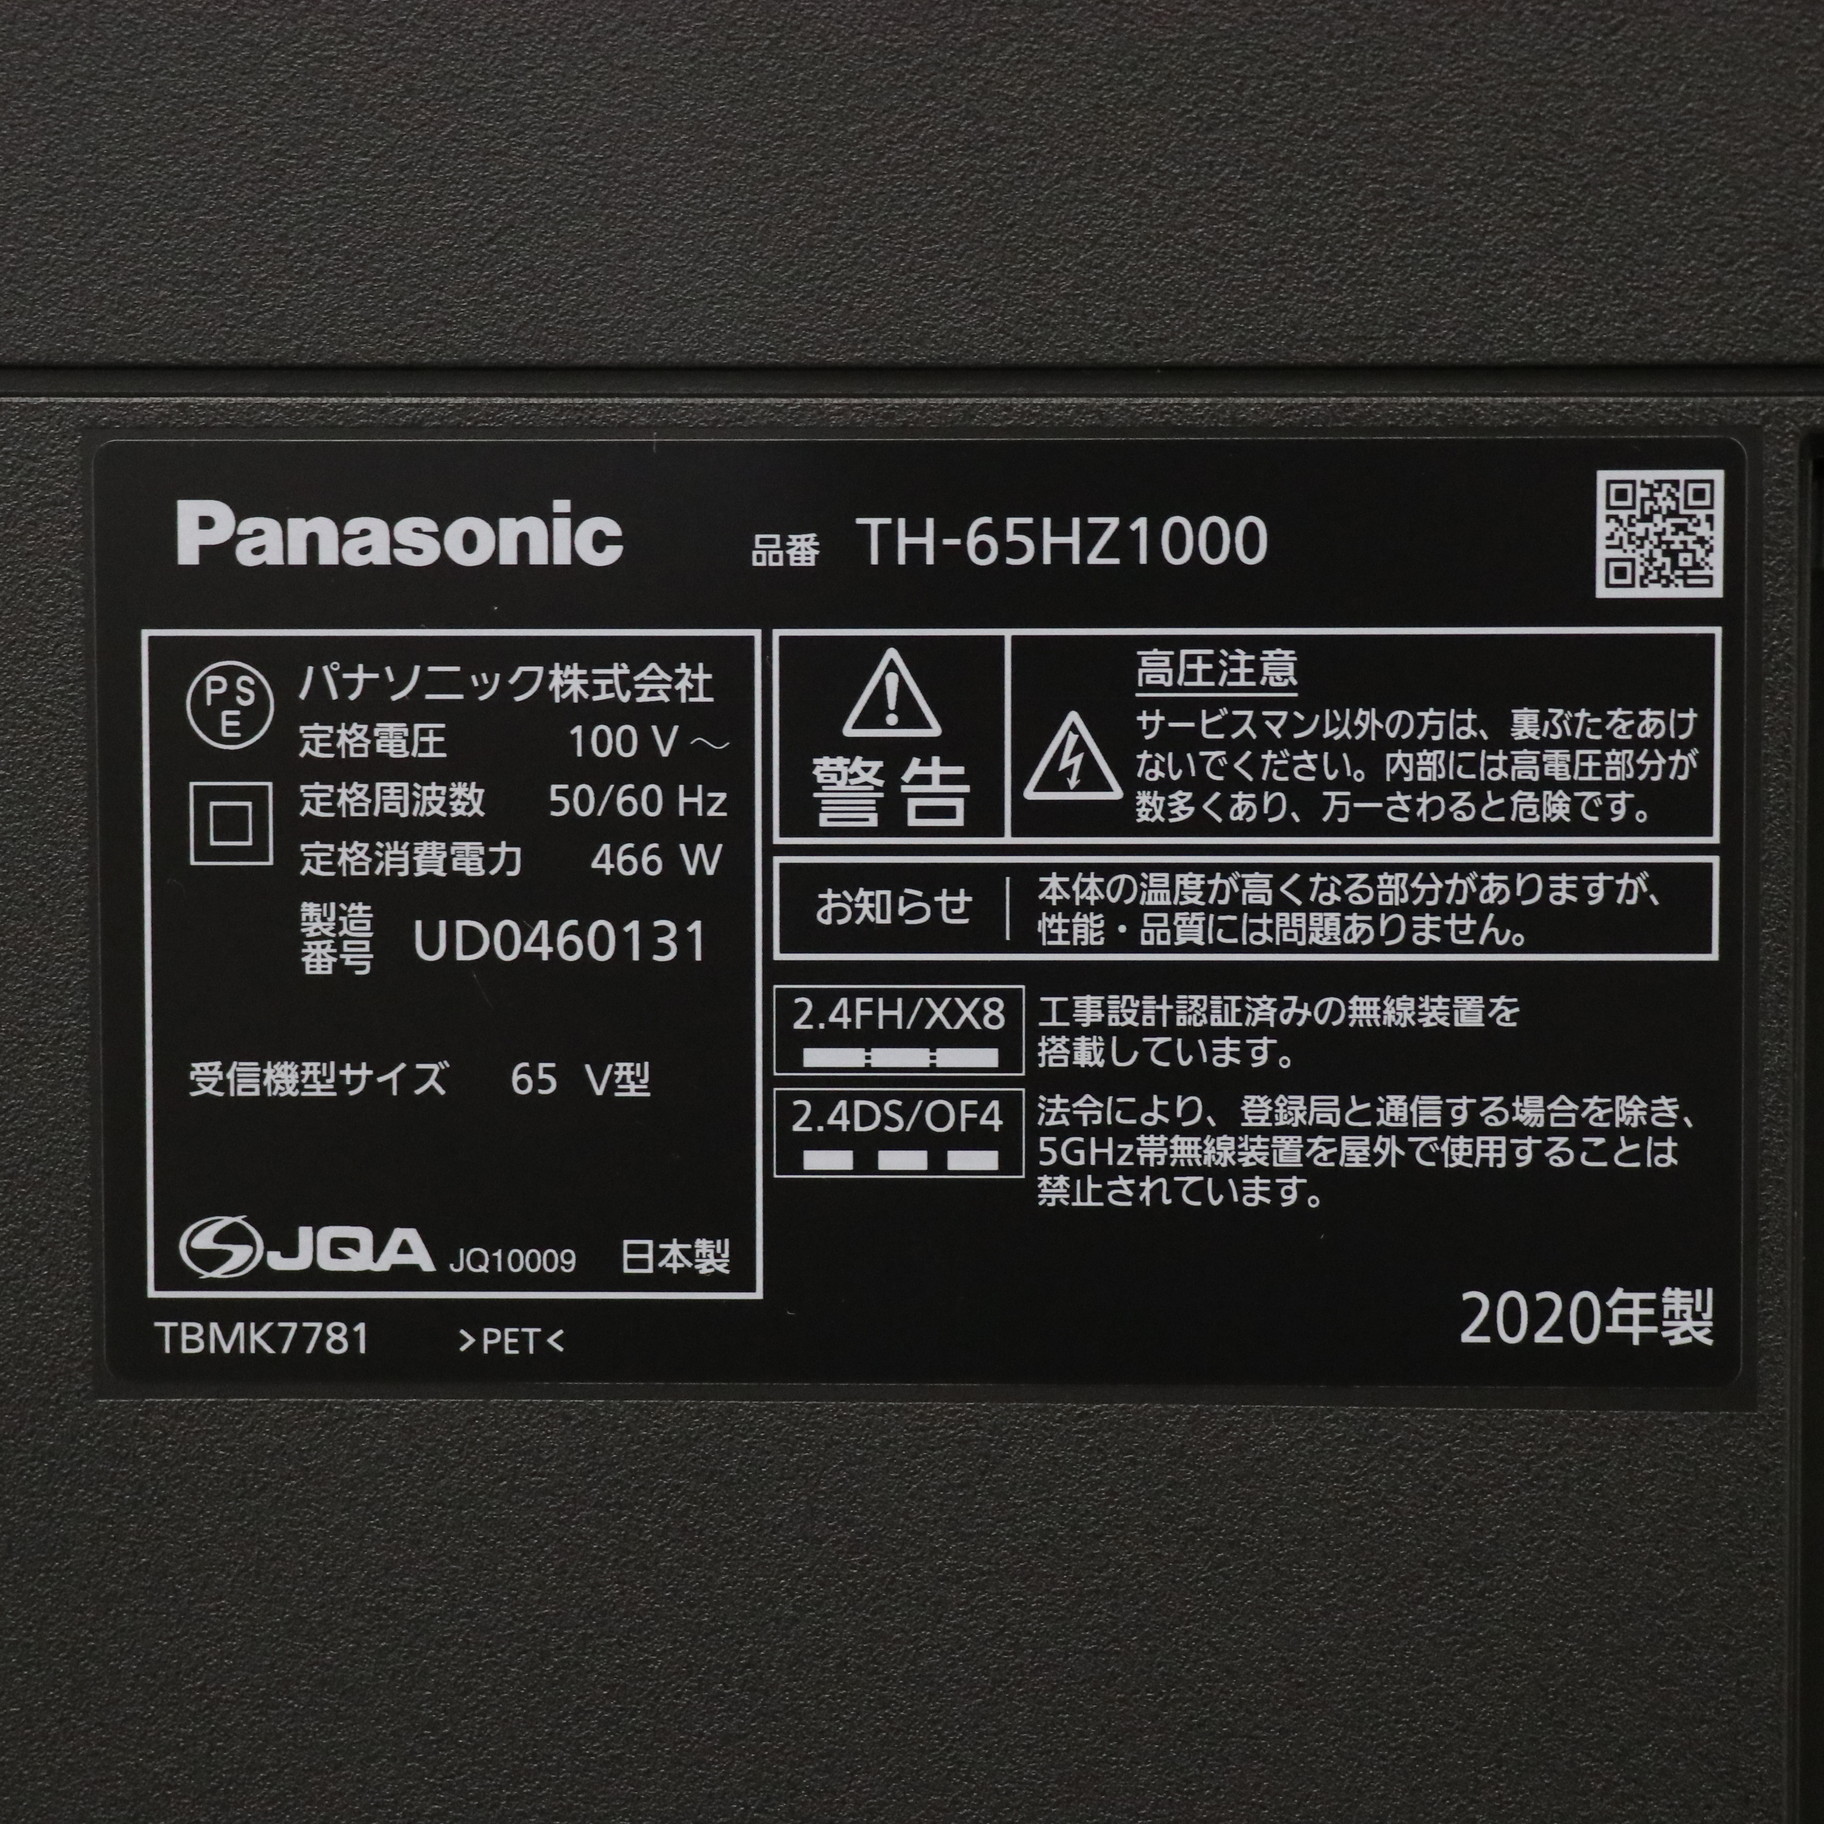 Panasonic 品番 TH-65HZ1000
PS
E
パナソニック株式会社
定格電圧 100 V ～
定格周波数 50/60 Hz
定格消費電力 466 W
製造
番号 UD0460131
受信機型サイズ 65 V型
JQA JQ10009 日本製
TBMK7781 >PET<
警告
高圧注意
サービスマン以外の方は、裏ぶたをあけ
ないでください。内部には高電圧部分が
数多くあり、万一さわると危険です。
お知らせ
本体の温度が高くなる部分がありますが、
性能・品質には問題ありません。
2.4FH/XX8
工事設計認証済みの無線装置を
搭載しています。
2.4DS/OF4
法令により、登録局と通信する場合を除き、
5GHz帯無線装置を屋外で使用することは
禁止されています。
2020年製